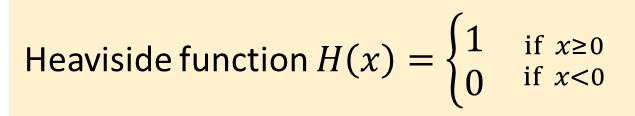 Heaviside function H(x) = {1 if x≥0
0 if x<0